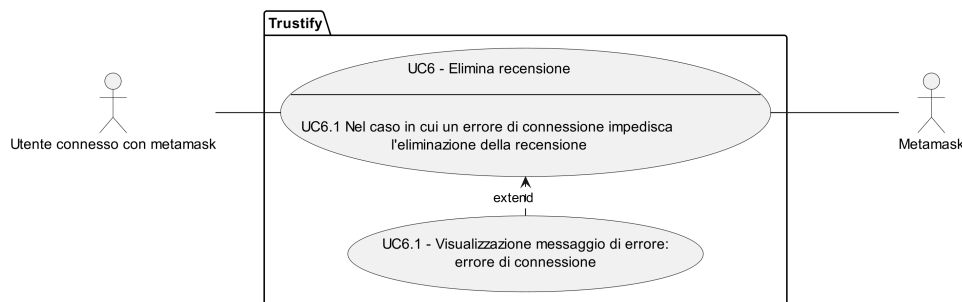 Trustify
UC6 - Elimina recensione
UC6.1 Nel caso in cui un errore di connessione impedisca
l'eliminazione della recensione
Utente connesso con metamask
Metamask
extend
UC6.1 - Visualizzazione messaggio di errore:
errore di connessione